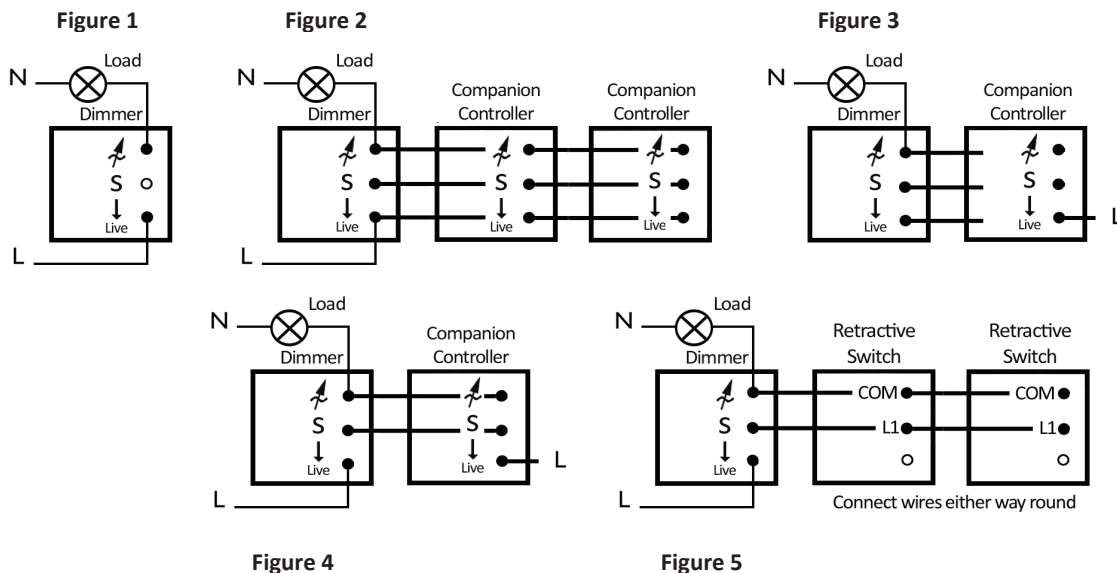 Figure 1
N
Load
Dimmer
S
Live
L
Figure 2
N
Load
Dimmer
S
Live
L
Companion
Controller
S
Live
Companion
Controller
S
Live
Figure 3
N
Load
Dimmer
S
Live
Companion
Controller
S
Live
L
N
Load
Dimmer
S
Live
L
Companion
Controller
S
Live
L
Figure 4
N
Load
Dimmer
S
Live
L
Retractive
Switch
COM
L1
Retractive
Switch
COM
L1
Connect wires either way round
Figure 5